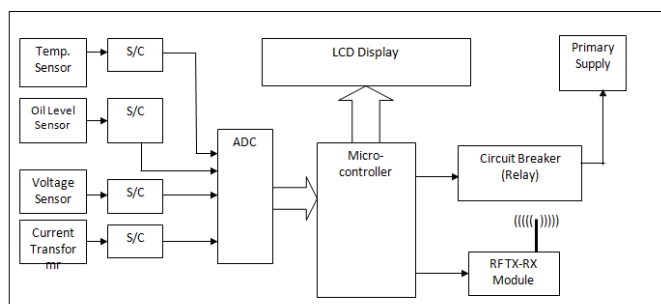 Temp.
Sensor
S/C
LCD Display
Primary
Supply
Oil Level
Sensor
S/C
ADC
Micro-
controller
Circuit Breaker
(Relay)
Voltage
Sensor
S/C
Current
Transfor
mr
S/C
((((( )))))
RF TX-RX
Module